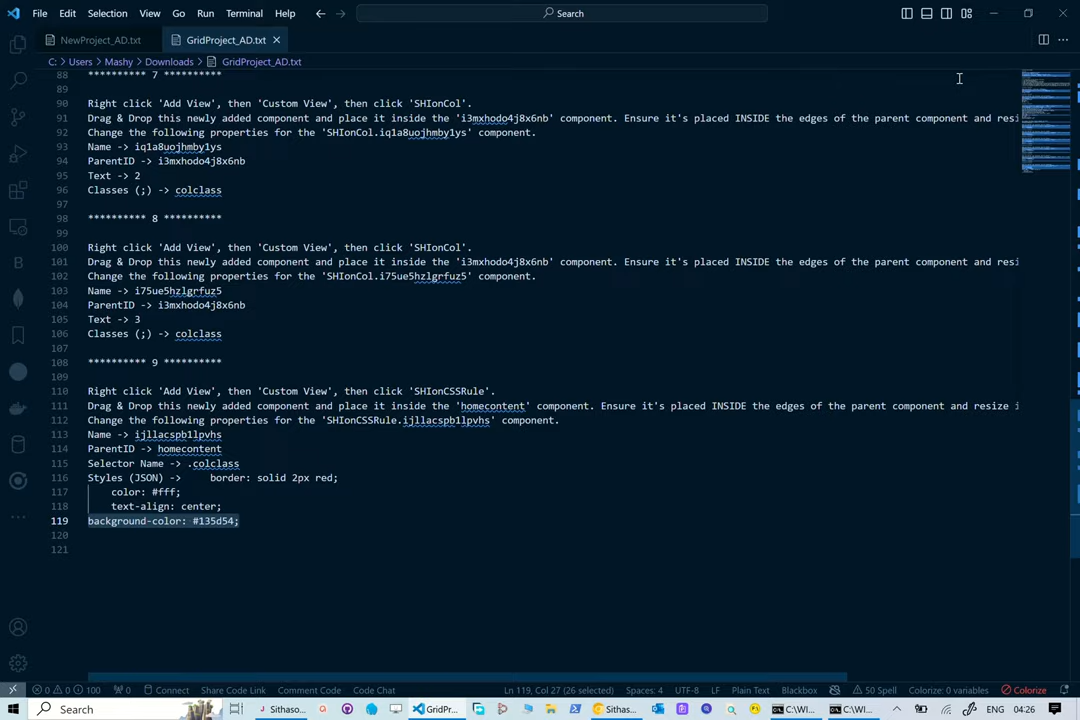 File Edit Selection View Go Run Terminal Help Search
NewProject_AD.txt GridProject_AD.txt
C: > Users > Mashy > Downloads > GridProject_AD.txt
88 ********** 7 **********
89
90 Right click 'Add View', then 'Custom View', then click 'SHIonCol'.
91 Drag & Drop this newly added component and place it inside the 'i3mxhodo4j8x6nb' component. Ensure it's placed INSIDE the edges of the parent component and resi
92 Change the following properties for the 'SHIonCol.iq1a8uojhmby1ys' component.
93 Name -> iq1a8uojhmby1ys
94 ParentID -> i3mxhodo4j8x6nb
95 Text -> 2
96 Classes (;) -> colclass
97
98 ********** 8 **********
99
100 Right click 'Add View', then 'Custom View', then click 'SHIonCol'.
101 Drag & Drop this newly added component and place it inside the 'i3mxhodo4j8x6nb' component. Ensure it's placed INSIDE the edges of the parent component and resi
102 Change the following properties for the 'SHIonCol.i75ue5hzlgrfuz5' component.
103 Name -> i75ue5hzlgrfuz5
104 ParentID -> i3mxhodo4j8x6nb
105 Text -> 3
106 Classes (;) -> colclass
107
108 ********** 9 **********
109
110 Right click 'Add View', then 'Custom View', then click 'SHIonCSSRule'.
111 Drag & Drop this newly added component and place it inside the 'homecontent' component. Ensure it's placed INSIDE the edges of the parent component and resize i
112 Change the following properties for the 'SHIonCSSRule.ijllacspb1lpvhs' component.
113 Name -> ijllacspb1lpvhs
114 ParentID -> homecontent
115 Selector Name -> .colclass
116 Styles (JSON) -> border: solid 2px red;
117 color: #fff;
118 text-align: center;
119 background-color: #135d54;
120
121
0 0 100 0 Connect Share Code Link Comment Code Code Chat Ln 119, Col 27 (26 selected) Spaces: 4 UTF-8 LF Plain Text Blackbox 50 Spell Colorize: 0 variables Colorize
Search Sithaso... GridPr... Sithas... C:\WI... C:\WI... ENG 04:26